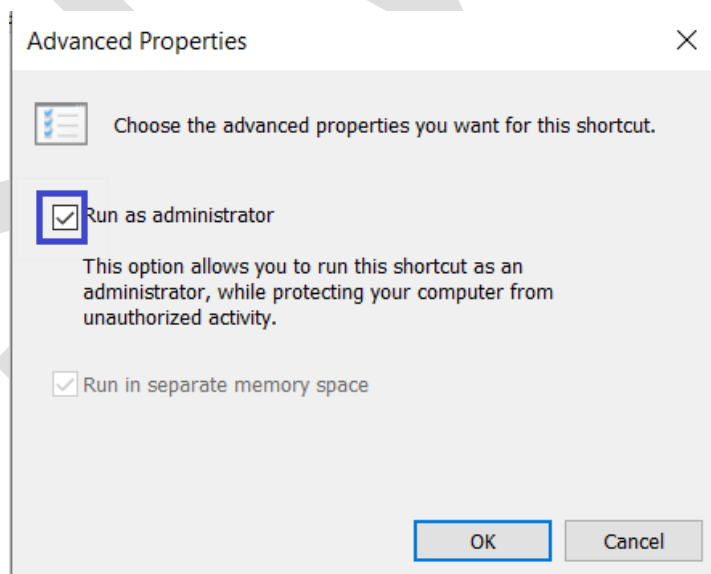 Advanced Properties
Choose the advanced properties you want for this shortcut.
Run as administrator
This option allows you to run this shortcut as an
administrator, while protecting your computer from
unauthorized activity.
Run in separate memory space
OK
Cancel